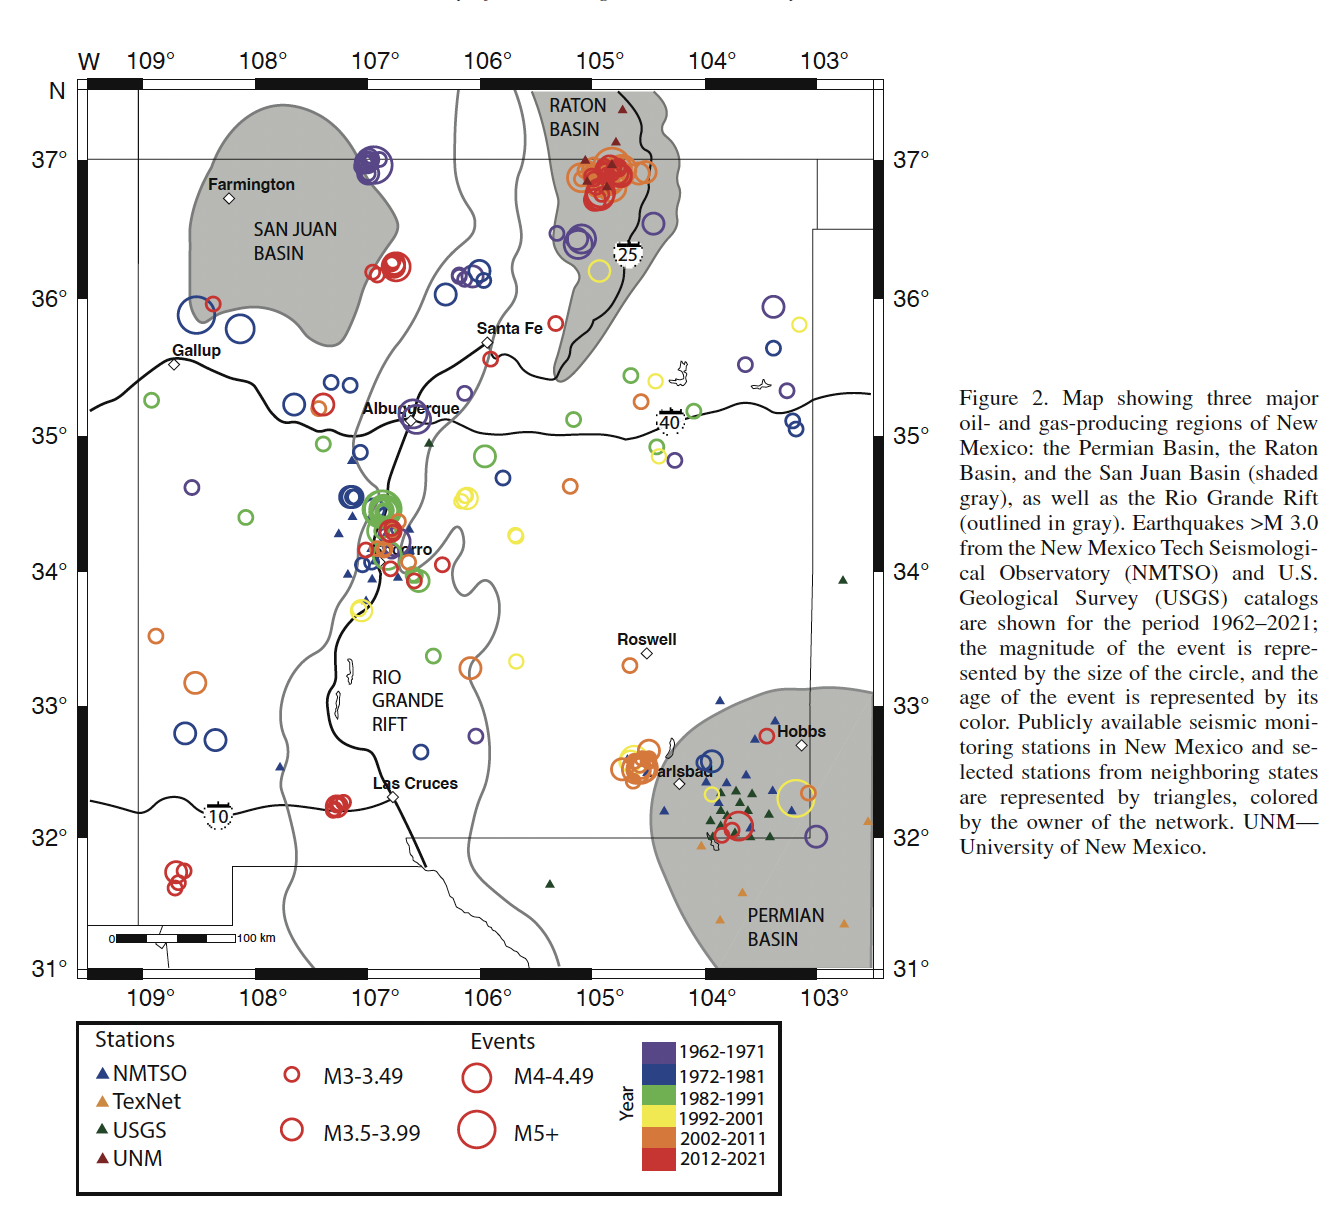 W 109° 108° 107° 106° 105° 104° 103°
N
37° 37°
36° 36°
35° 35°
34° 34°
33° 33°
32° 32°
31° 31°
RATON
BASIN
Farmington
SAN JUAN
BASIN
25
Santa Fe
Gallup
Albuquerque
40
Roswell
RIO
GRANDE
RIFT
Hobbs
arlsbad
Las Cruces
10
PERMIAN
BASIN
0 100 km
109° 108° 107° 106° 105° 104° 103°
Stations
NMTSO
TexNet
USGS
UNM
Events
M3-3.49
M4-4.49
M3.5-3.99
M5+
Year
1962-1971
1972-1981
1982-1991
1992-2001
2002-2011
2012-2021
Figure 2. Map showing three major
oil- and gas-producing regions of New
Mexico: the Permian Basin, the Raton
Basin, and the San Juan Basin (shaded
gray), as well as the Rio Grande Rift
(outlined in gray). Earthquakes >M 3.0
from the New Mexico Tech Seismologi-
cal Observatory (NMTSO) and U.S.
Geological Survey (USGS) catalogs
are shown for the period 1962–2021;
the magnitude of the event is repre-
sented by the size of the circle, and the
age of the event is represented by its
color. Publicly available seismic moni-
toring stations in New Mexico and se-
lected stations from neighboring states
are represented by triangles, colored
by the owner of the network. UNM—
University of New Mexico.